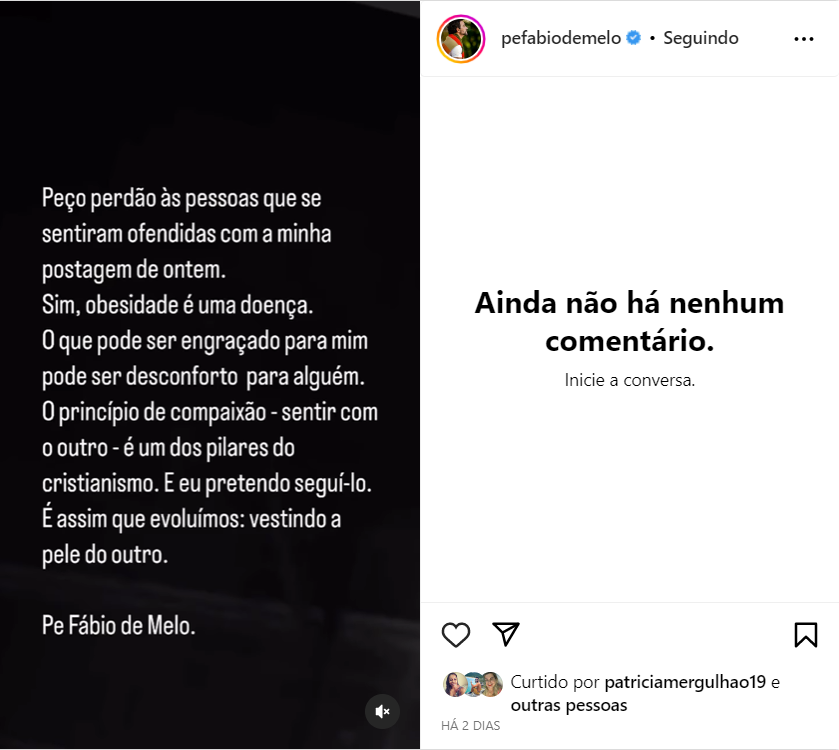 Peço perdão às pessoas que se
sentiram ofendidas com a minha
postagem de ontem.
Sim, obesidade é uma doença.
O que pode ser engraçado para mim
pode ser desconforto para alguém.
O princípio de compaixão - sentir com
o outro - é um dos pilares do
cristianismo. E eu pretendo seguí-lo.
É assim que evoluímos: vestindo a
pele do outro.
Pe Fábio de Melo.
pefabiodemelo • Seguindo
Ainda não há nenhum
comentário.
Inicie a conversa.
Curtido por patriciamergulhao19 e
outras pessoas
HÁ 2 DIAS